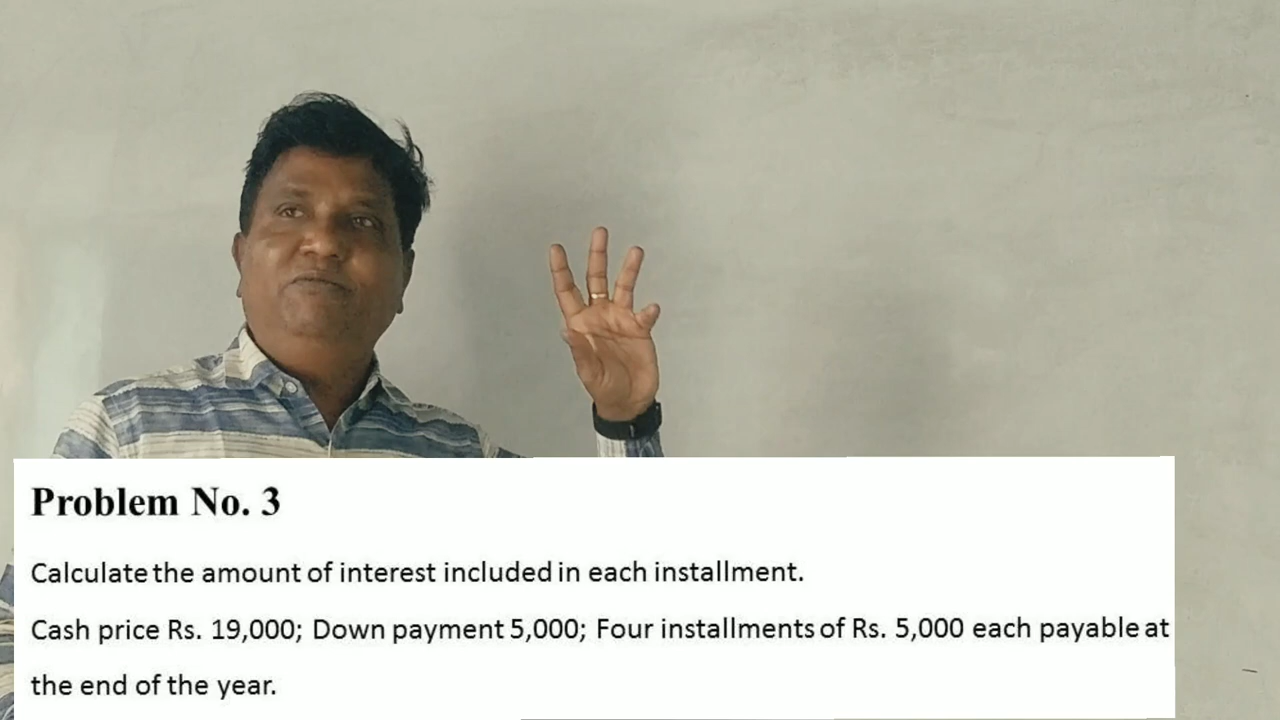 Problem No. 3
Calculate the amount of interest included in each installment.
Cash price Rs. 19,000; Down payment 5,000; Four installments of Rs. 5,000 each payable at
the end of the year.